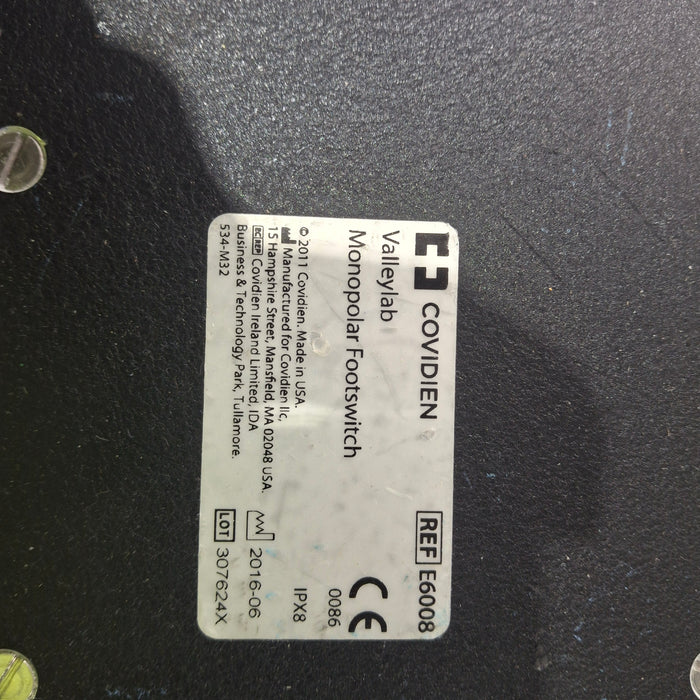 COVIDIEN
REF E6008
Valleylab
Monopolar Footswitch
0086
IPX8
© 2011 Covidien. Made in USA.
Manufactured for Covidien llc,
15 Hampshire Street, Mansfield, MA 02048 USA.
EC REP Covidien Ireland Limited, IDA
Business & Technology Park, Tullamore.
534-M32
2016-06
LOT 307624X
CE